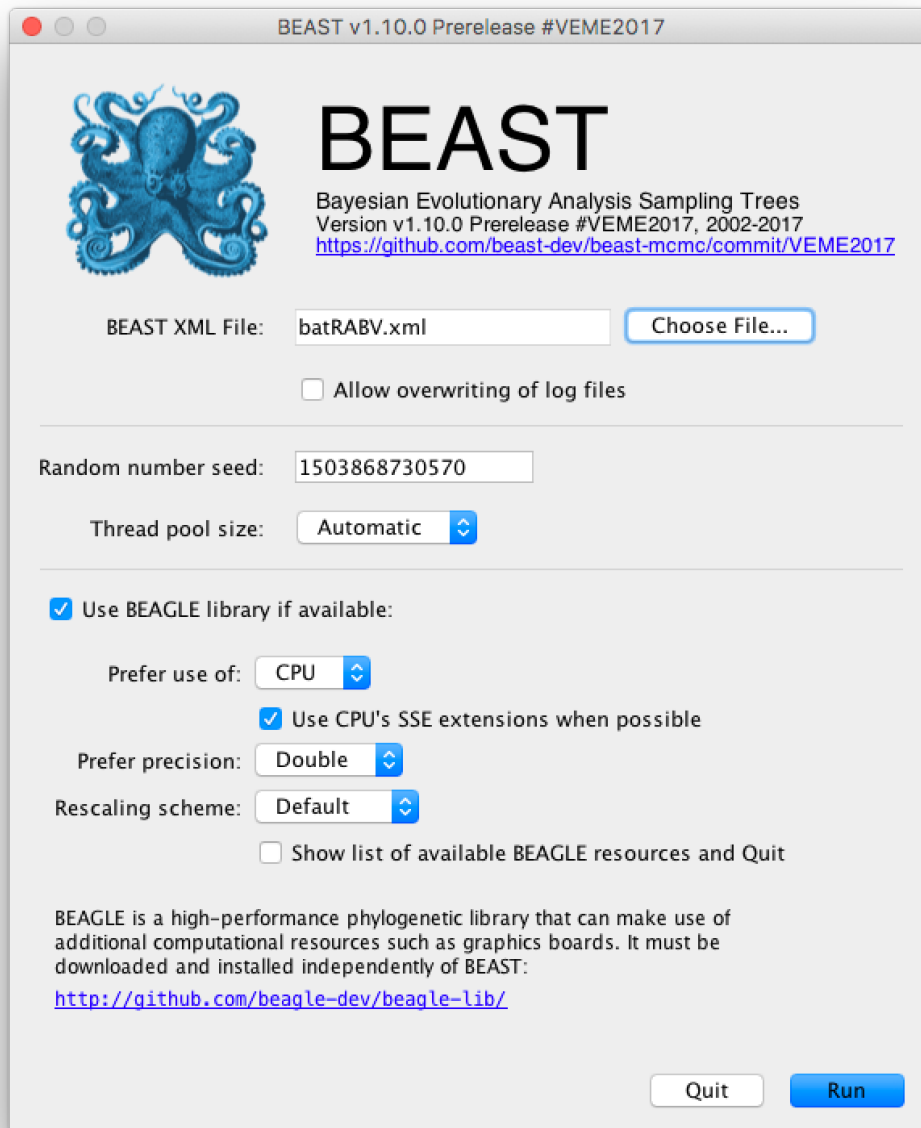 BEAST v1.10.0 Prerelease #VEME2017
BEAST
Bayesian Evolutionary Analysis Sampling Trees
Version v1.10.0 Prerelease #VEME2017, 2002-2017
https://github.com/beast-dev/beast-mcmc/commit/VEME2017
BEAST XML File: batRABV.xml Choose File...
Allow overwriting of log files
Random number seed: 1503868730570
Thread pool size: Automatic
Use BEAGLE library if available:
Prefer use of: CPU
Use CPU's SSE extensions when possible
Prefer precision: Double
Rescaling scheme: Default
Show list of available BEAGLE resources and Quit
BEAGLE is a high-performance phylogenetic library that can make use of
additional computational resources such as graphics boards. It must be
downloaded and installed independently of BEAST:
http://github.com/beagle-dev/beagle-lib/
Quit Run